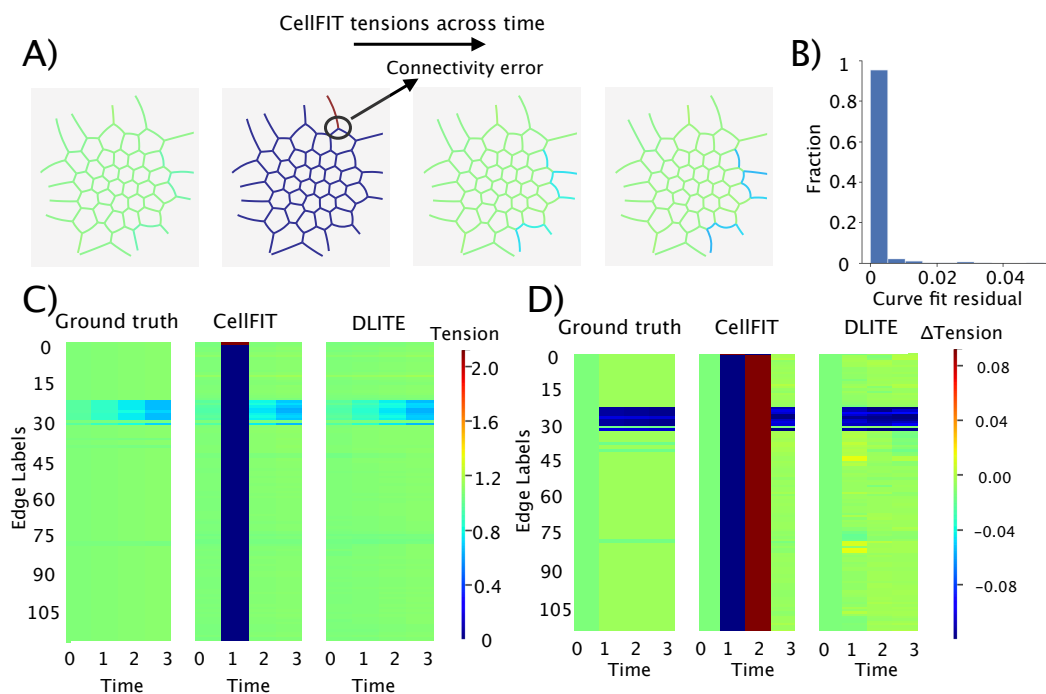 CellFIT tensions across time
A)
Connectivity error
B)
1
0.8
0.6
0.4
0.2
0
Fraction
0
0.02
0.04
Curve fit residual
C)
Ground truth
CellFIT
DLITE
Tension
0
15
30
45
60
75
90
105
Edge Labels
2.0
1.6
1.2
0.8
0.4
0
0 1 2 3
0 1 2 3
0 1 2 3
Time
Time
Time
D)
Ground truth
CellFIT
DLITE
ΔTension
0
15
30
45
60
75
90
105
Edge Labels
0.08
0.04
0.00
−0.04
−0.08
0 1 2 3
0 1 2 3
0 1 2 3
Time
Time
Time